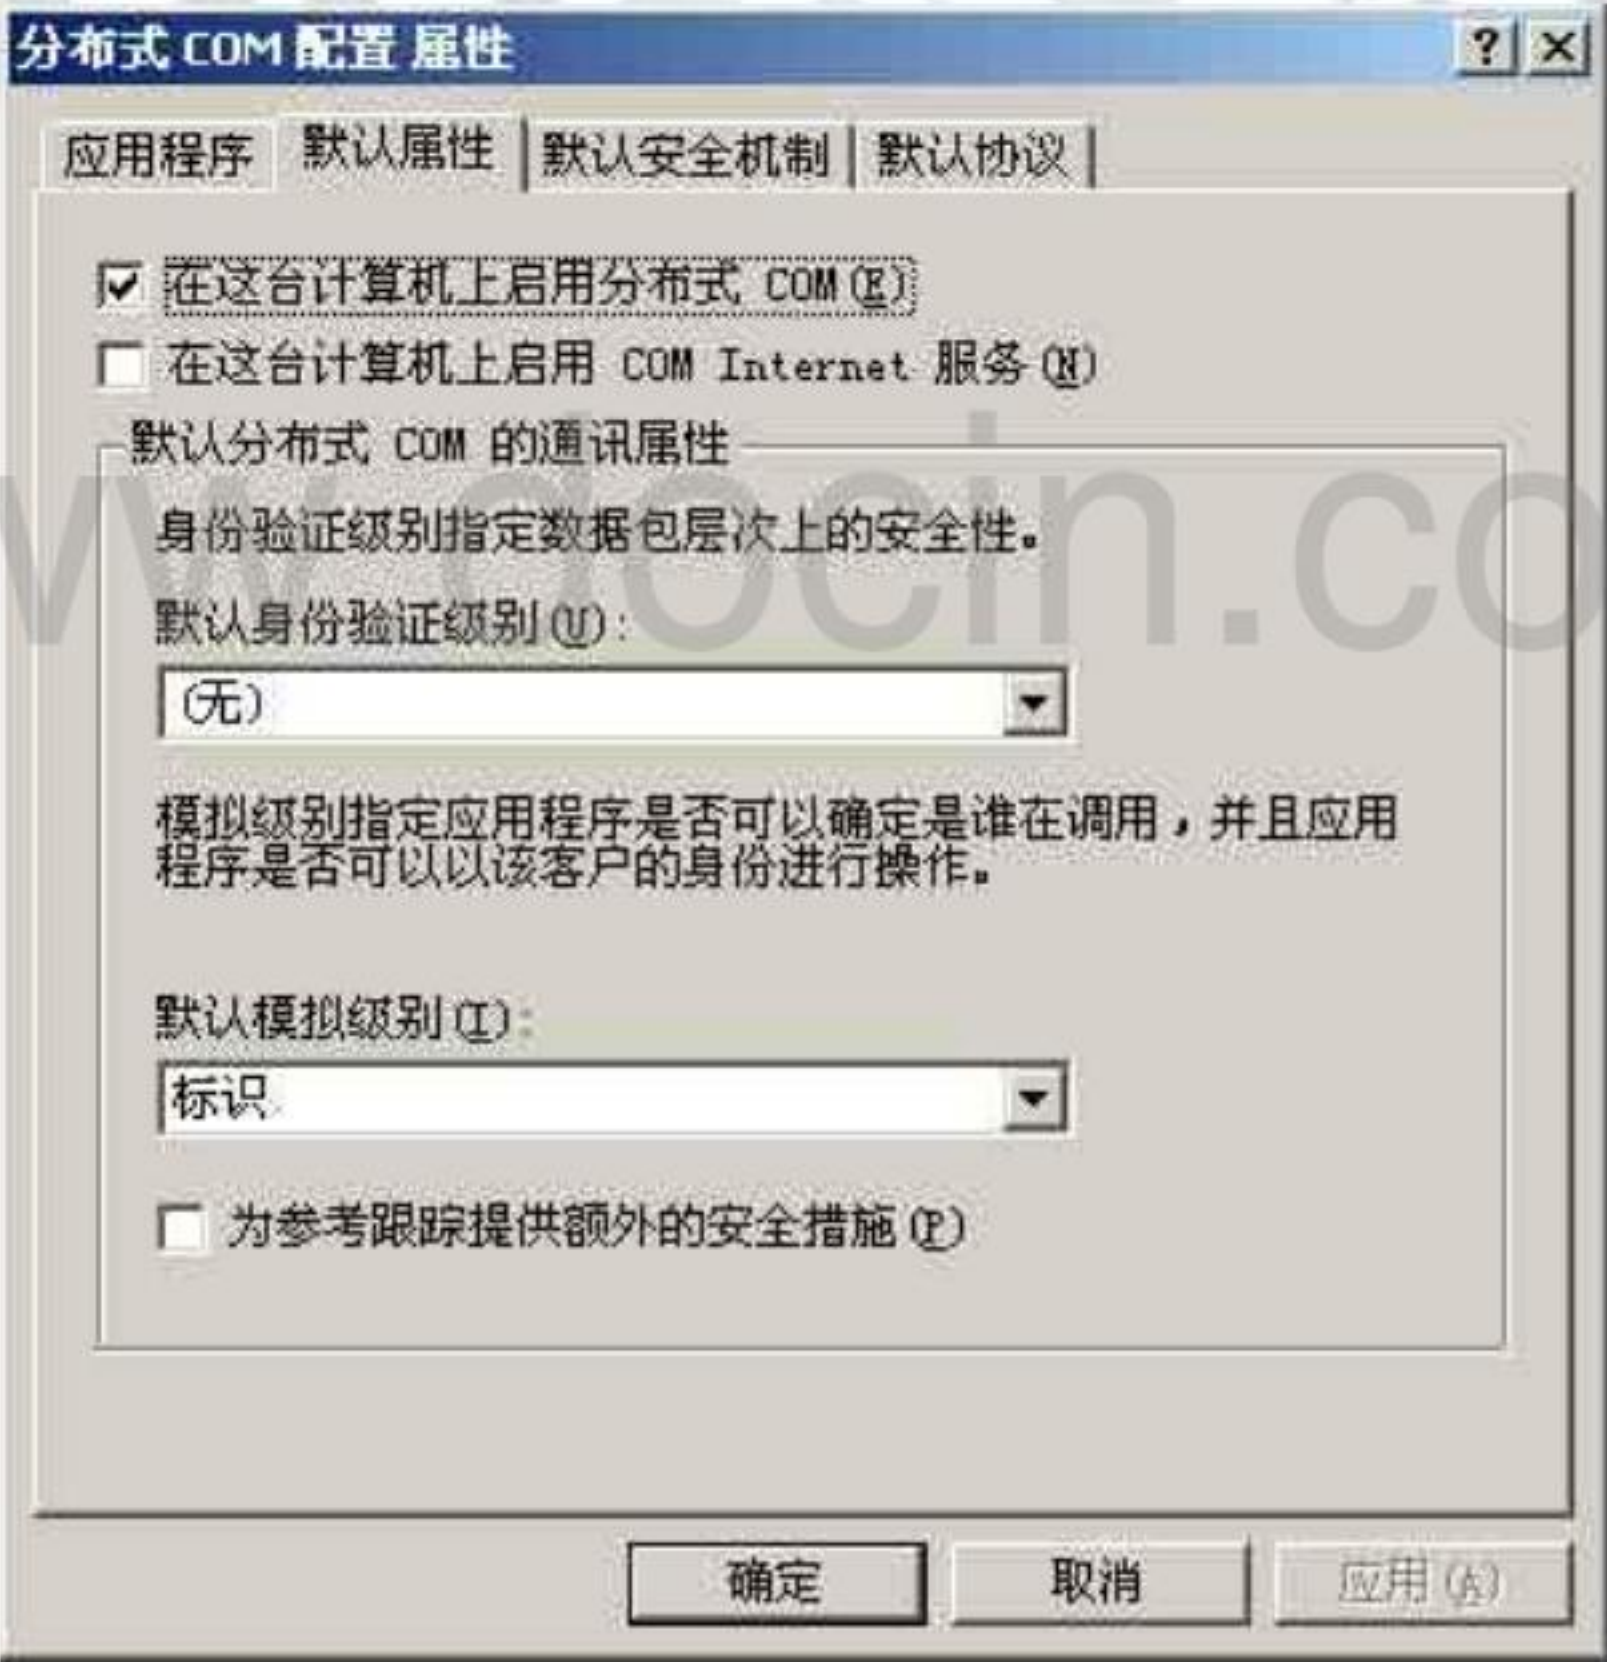 分布式 COM 配置 属性
应用程序 默认属性 默认安全机制 默认协议
在这台计算机上启用分布式 COM(E)
在这台计算机上启用 COM Internet 服务(N)
默认分布式 COM 的通讯属性
身份验证级别指定数据包层次上的安全性。
默认身份验证级别(U):
(无)
模拟级别指定应用程序是否可以确定是谁在调用，并且应用
程序是否可以以该客户的身份进行操作。
默认模拟级别(I):
标识
为参考跟踪提供额外的安全措施(P)
确定 取消 应用(A)
w.docin.co